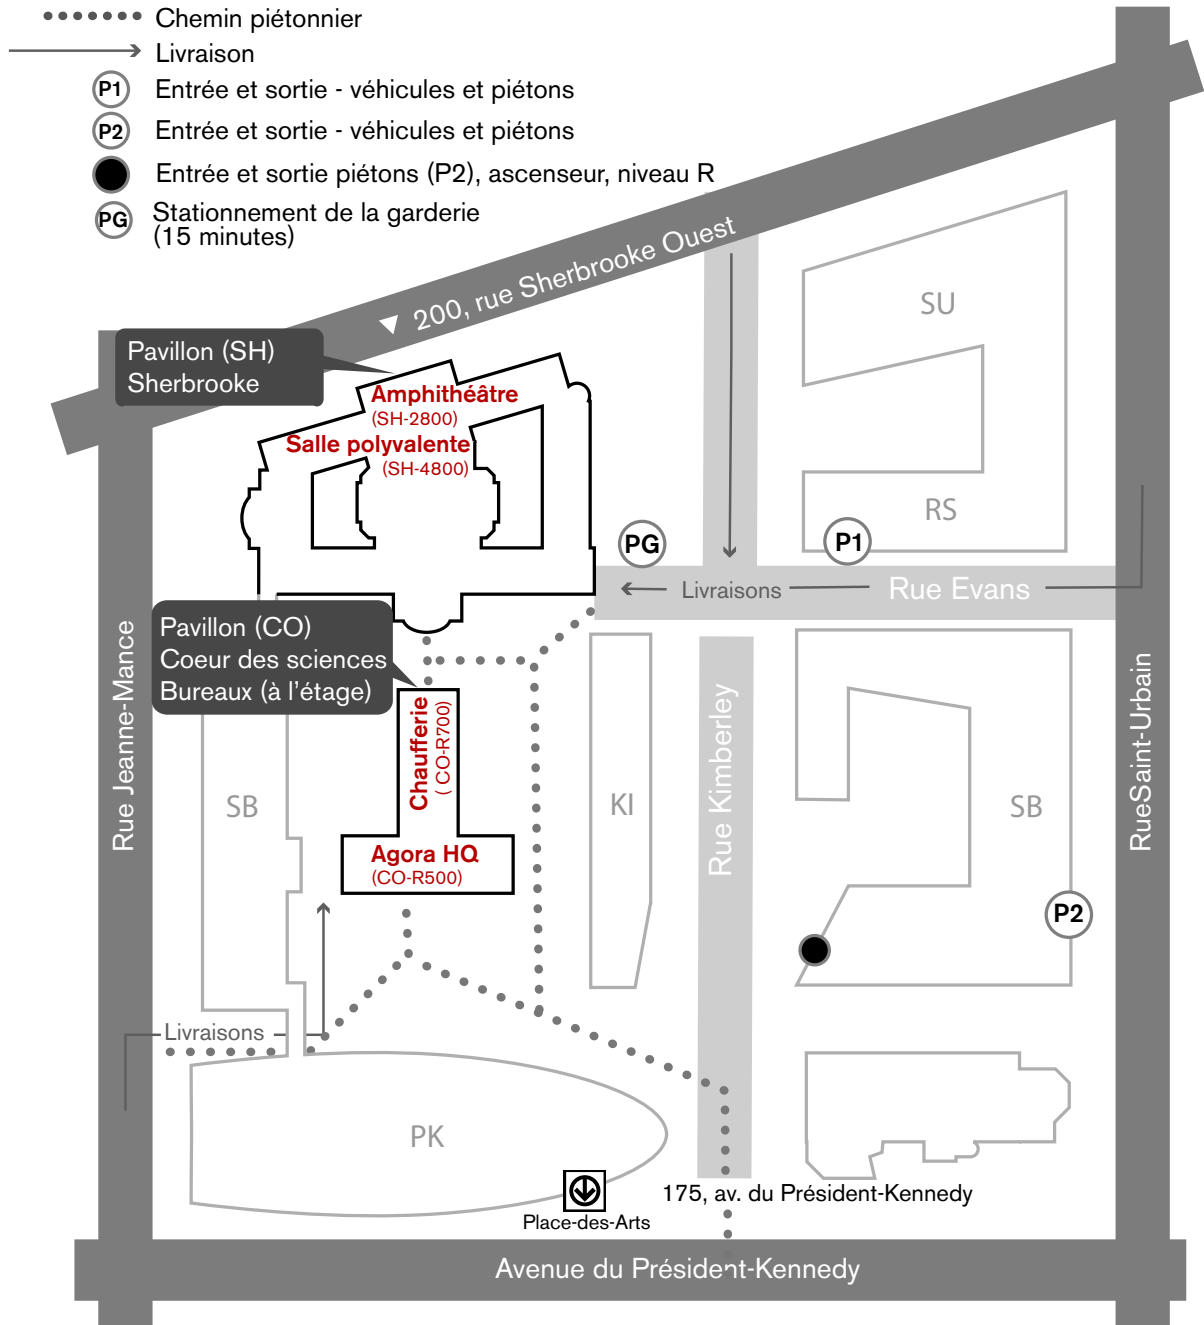 Chemin piétonnier
Livraison
P1 Entrée et sortie - véhicules et piétons
P2 Entrée et sortie - véhicules et piétons
Entrée et sortie piétons (P2), ascenseur, niveau R
PG Stationnement de la garderie
(15 minutes)
200, rue Sherbrooke Ouest
SU
Pavillon (SH)
Sherbrooke
Amphithéâtre
(SH-2800)
Salle polyvalente
(SH-4800)
RS
PG
P1
Livraisons
Rue Evans
Pavillon (CO)
Coeur des sciences
Bureaux (à l'étage)
Rue Jeanne-Mance
Chaufferie
( CO-R700)
Rue Kimberley
RueSaint-Urbain
SB
KI
SB
Agora HQ
(CO-R500)
P2
Livraisons
PK
175, av. du Président-Kennedy
Place-des-Arts
Avenue du Président-Kennedy